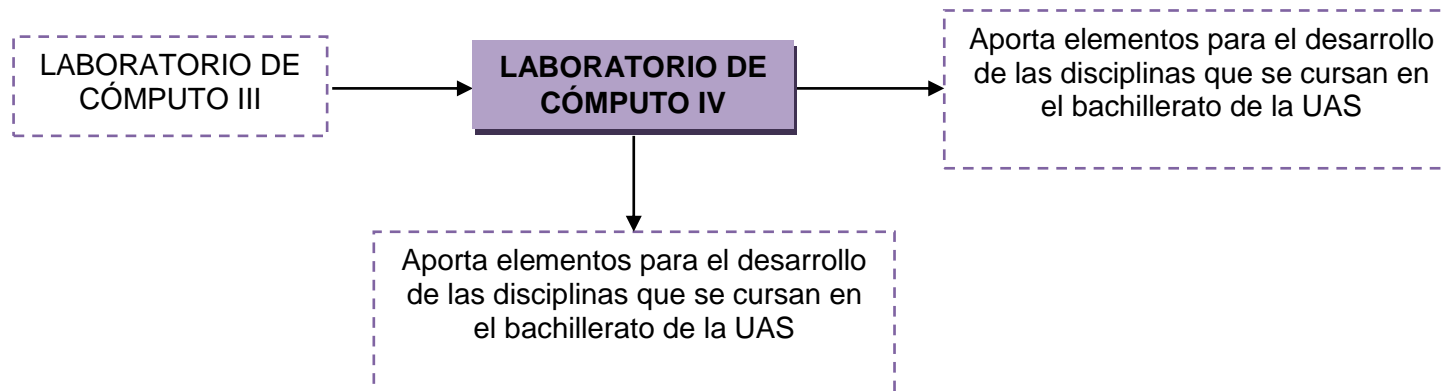 LABORATORIO DE
CÓMPUTO III
LABORATORIO DE
CÓMPUTO IV
Aporta elementos para el desarrollo
de las disciplinas que se cursan en
el bachillerato de la UAS
Aporta elementos para el desarrollo
de las disciplinas que se cursan en
el bachillerato de la UAS